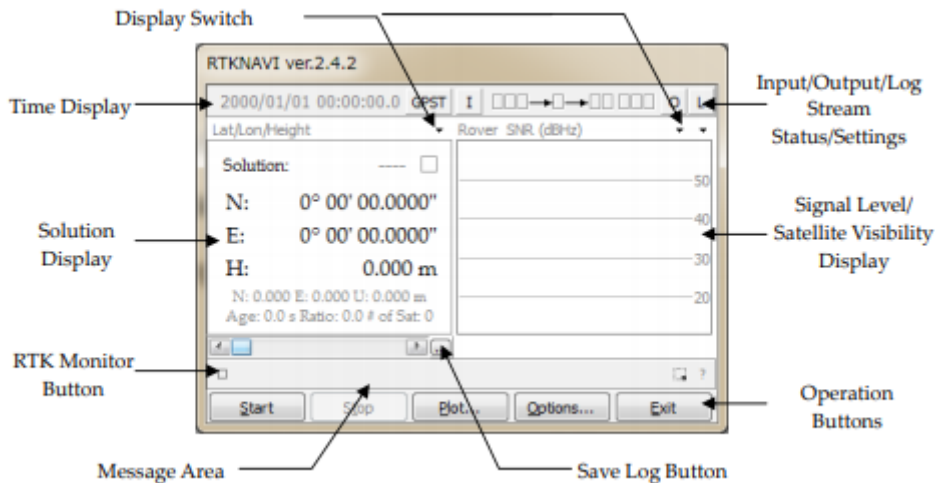 Display Switch
RTKNAVI ver.2.4.2
Time Display
2000/01/01 00:00:00.0 GPST I O L
Input/Output/Log
Stream
Status/Settings
Lat/Lon/Height
Rover SNR (dBHz)
Solution: ----
N: 0° 00' 00.0000"
E: 0° 00' 00.0000"
H: 0.000 m
N: 0.000 E: 0.000 U: 0.000 m
Age: 0.0 s Ratio: 0.0 # of Sat: 0
50
40
30
20
Solution
Display
Signal Level/
Satellite Visibility
Display
RTK Monitor
Button
?
Start Stop Plot... Options... Exit
Operation
Buttons
Message Area
Save Log Button